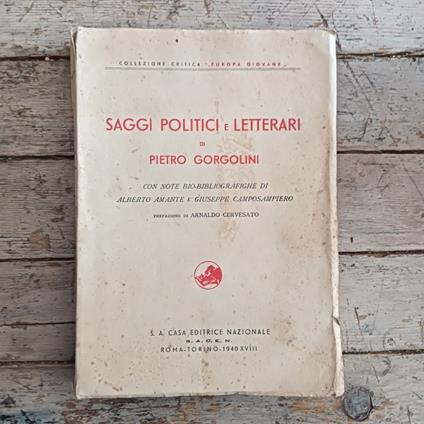 COLLEZIONE CRITICA "EUROPA GIOVANE"
SAGGI POLITICI E LETTERARI
DI
PIETRO GORGOLINI
CON NOTE BIO-BIBLIOGRAFIGHE DI
ALBERTO AMANTE E GIUSEPPE CAMPOSAMPIERO
PREFAZIONE DI ARNALDO CERVESATO
S. A. CASA EDITRICE NAZIONALE
S. A. C. E. N.
ROMA-TORINO-1940 XVIII